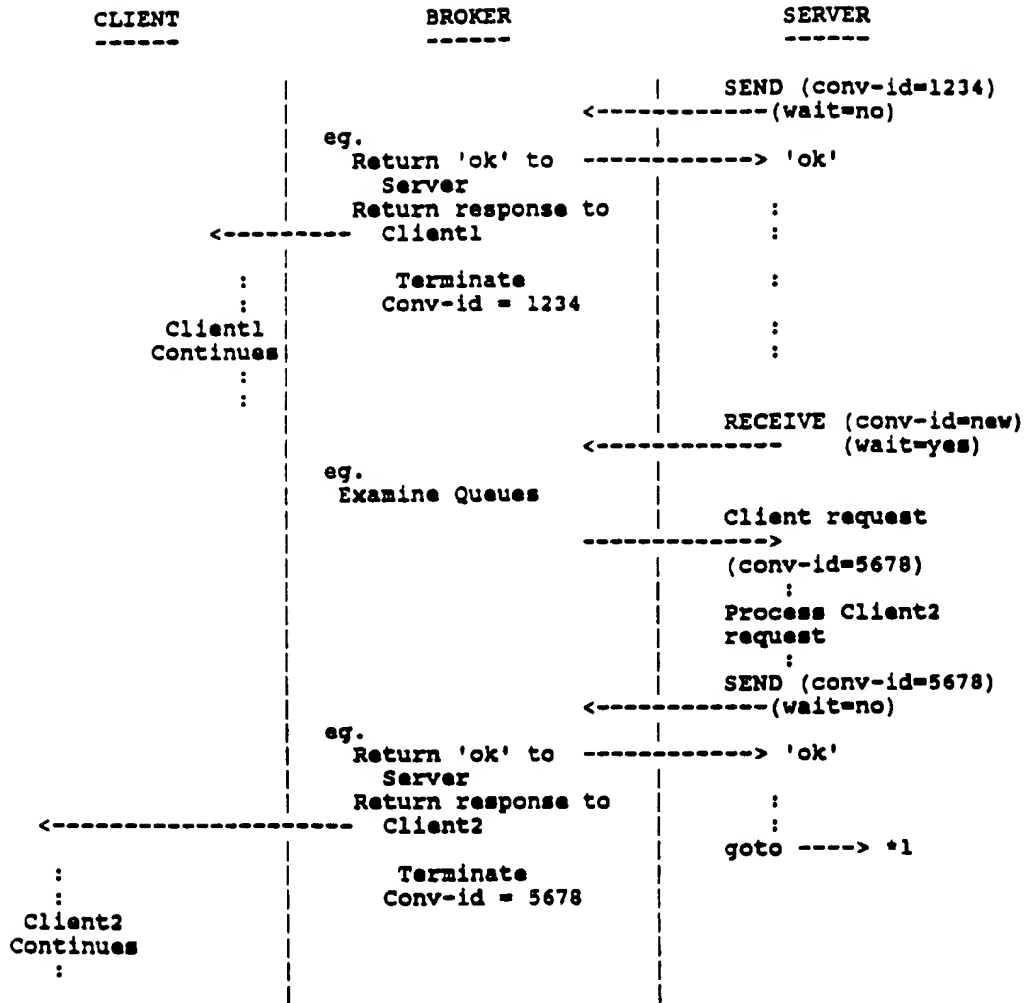 CLIENT BROKER SERVER
------ ------ ------
SEND (conv-id=1234)
<------------(wait=no)
eg.
Return 'ok' to ------------> 'ok'
Server
Return response to :
<--------- Client1 :
: Terminate :
: Conv-id = 1234
Client1 :
Continues :
:
:
RECEIVE (conv-id=new)
<------------ (wait=yes)
eg.
Examine Queues
Client request
------------>
(conv-id=5678)
:
Process Client2
request
:
SEND (conv-id=5678)
<------------(wait=no)
eg.
Return 'ok' to ------------> 'ok'
Server
Return response to :
<--------------------- Client2 :
goto ----> *1
: Terminate
: Conv-id = 5678
Client2
Continues
: